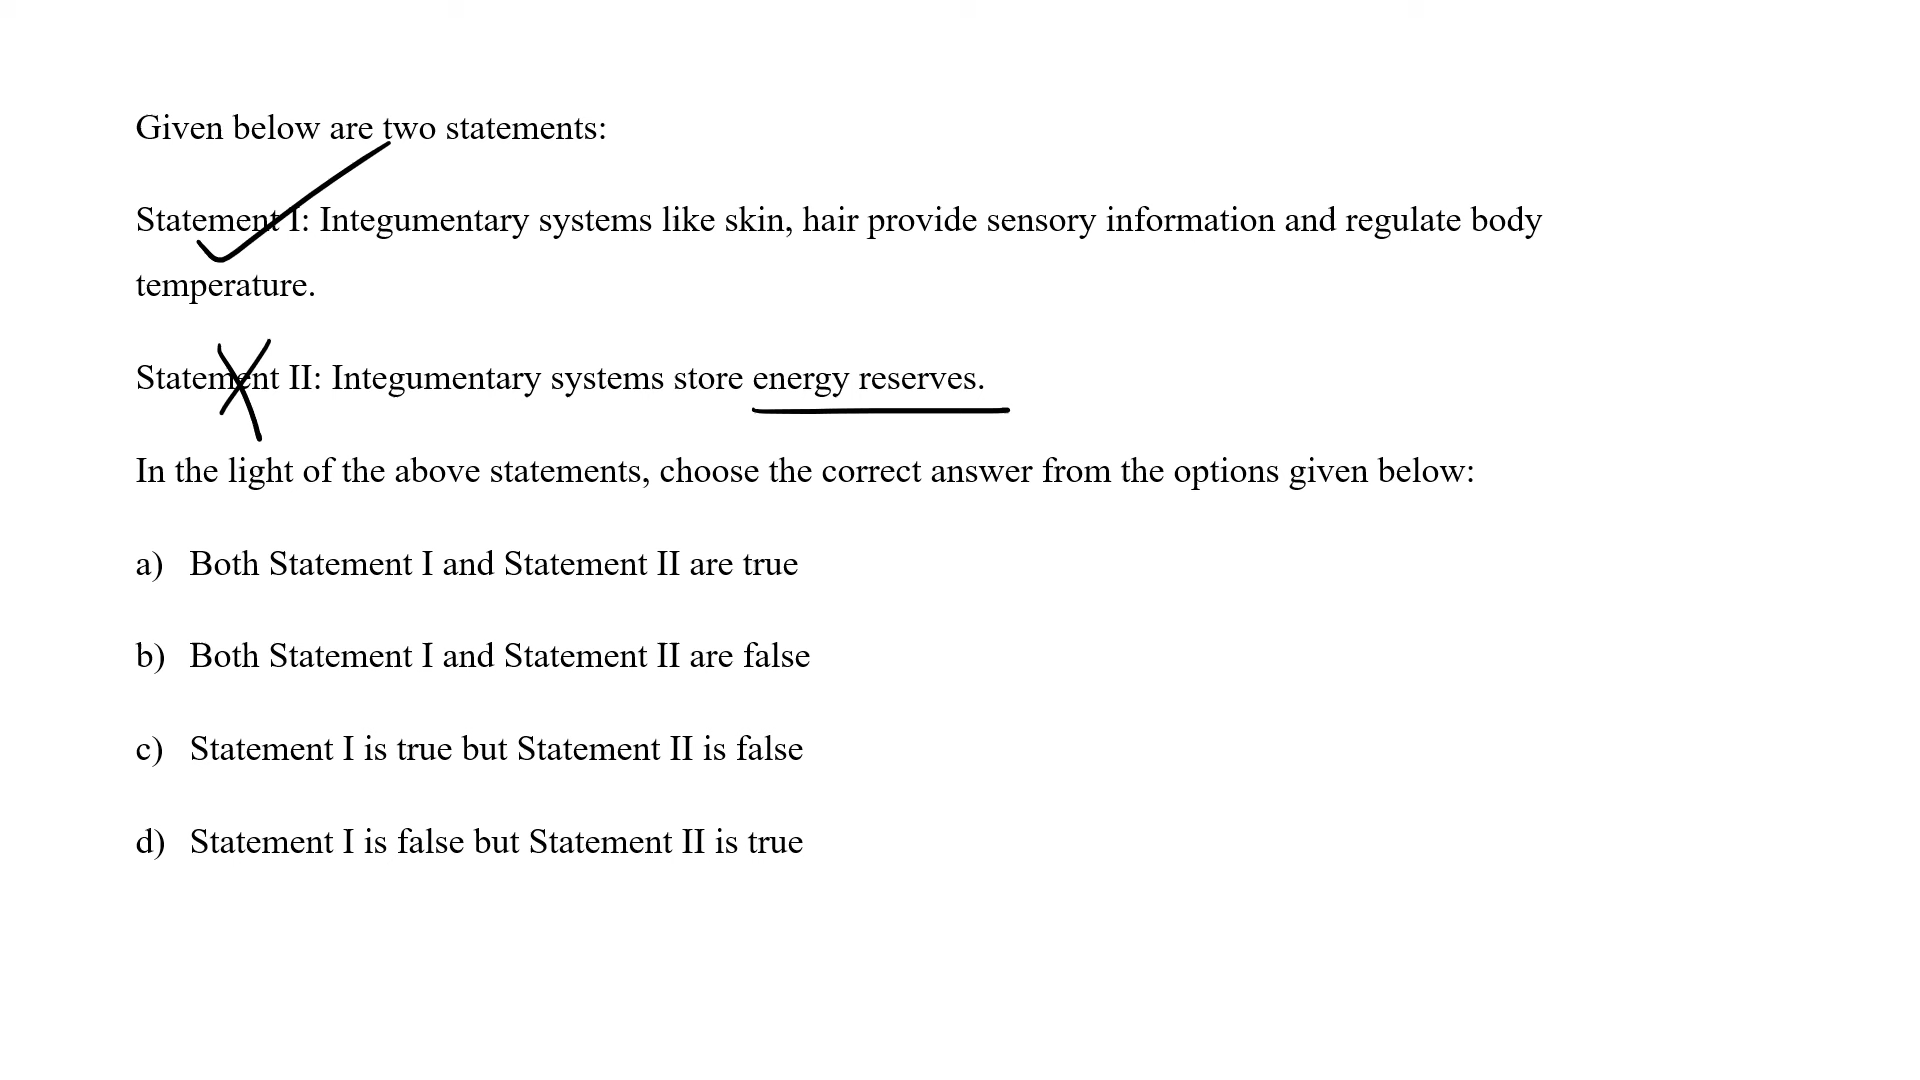 Given below are two statements:
Statement I: Integumentary systems like skin, hair provide sensory information and regulate body
temperature.
Statement II: Integumentary systems store energy reserves.
In the light of the above statements, choose the correct answer from the options given below:
a) Both Statement I and Statement II are true
b) Both Statement I and Statement II are false
c) Statement I is true but Statement II is false
d) Statement I is false but Statement II is true